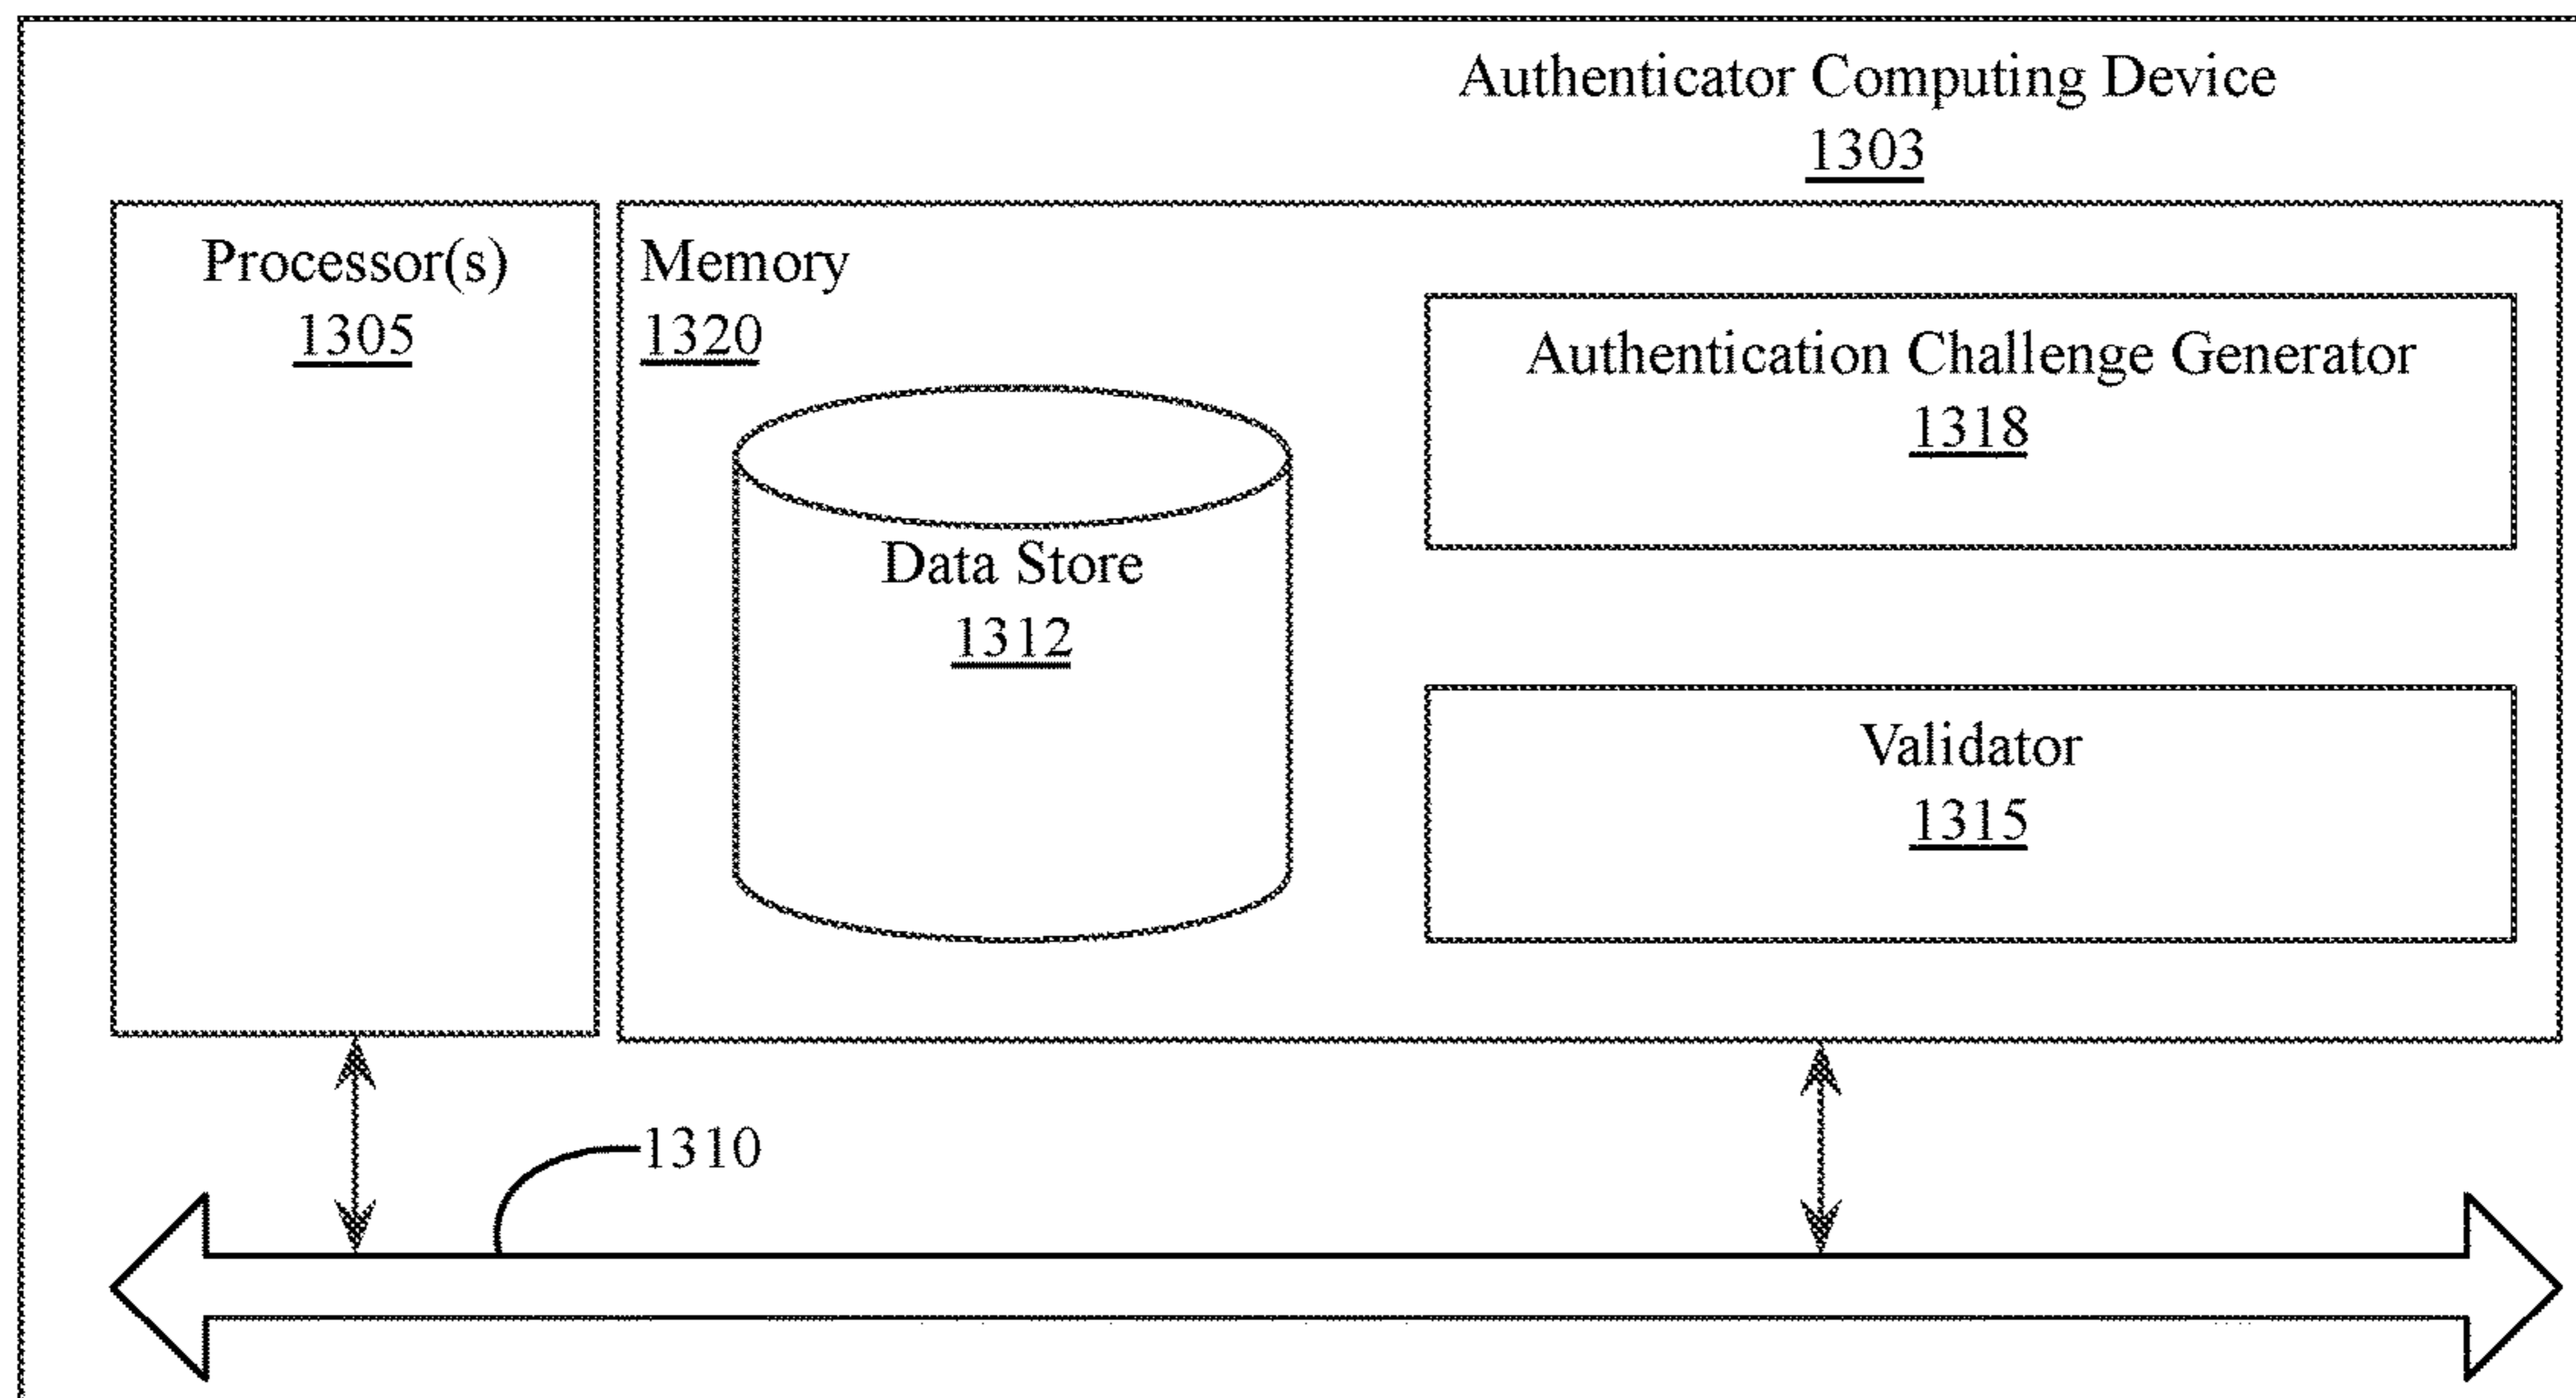 Authenticator Computing Device
1303
Processor(s)
1305
Memory
1320
Authentication Challenge Generator
1318
Data Store
1312
Validator
1315
1310